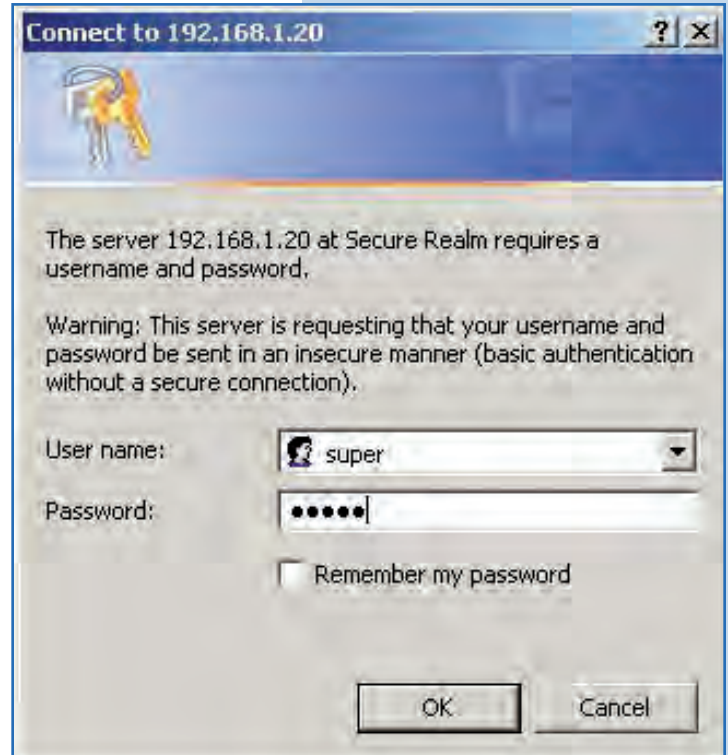 Connect to 192.168.1.20
The server 192.168.1.20 at Secure Realm requires a
username and password.
Warning: This server is requesting that your username and
password be sent in an insecure manner (basic authentication
without a secure connection).
User name: super
Password: •••••
Remember my password
OK Cancel